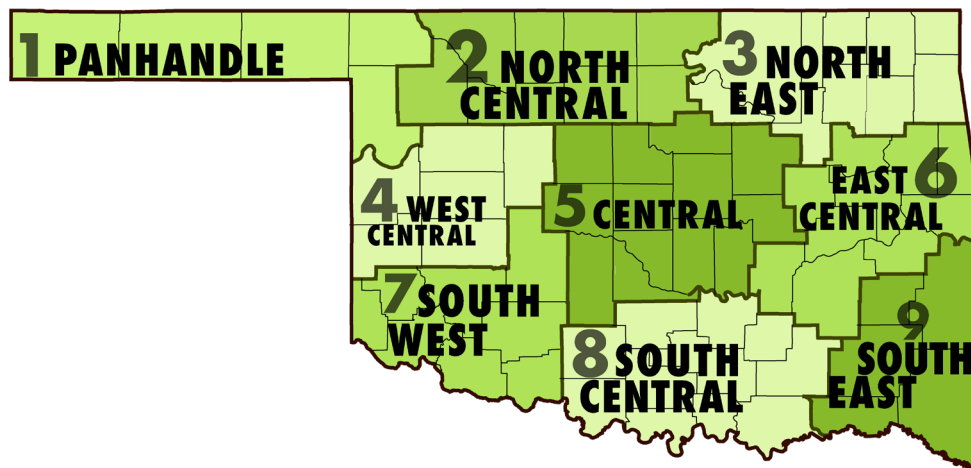 1 PANHANDLE
2 NORTH
CENTRAL
3 NORTH
EAST
4 WEST
CENTRAL
5 CENTRAL
EAST 6
CENTRAL
7 SOUTH
WEST
8 SOUTH
CENTRAL
9
SOUTH
EAST